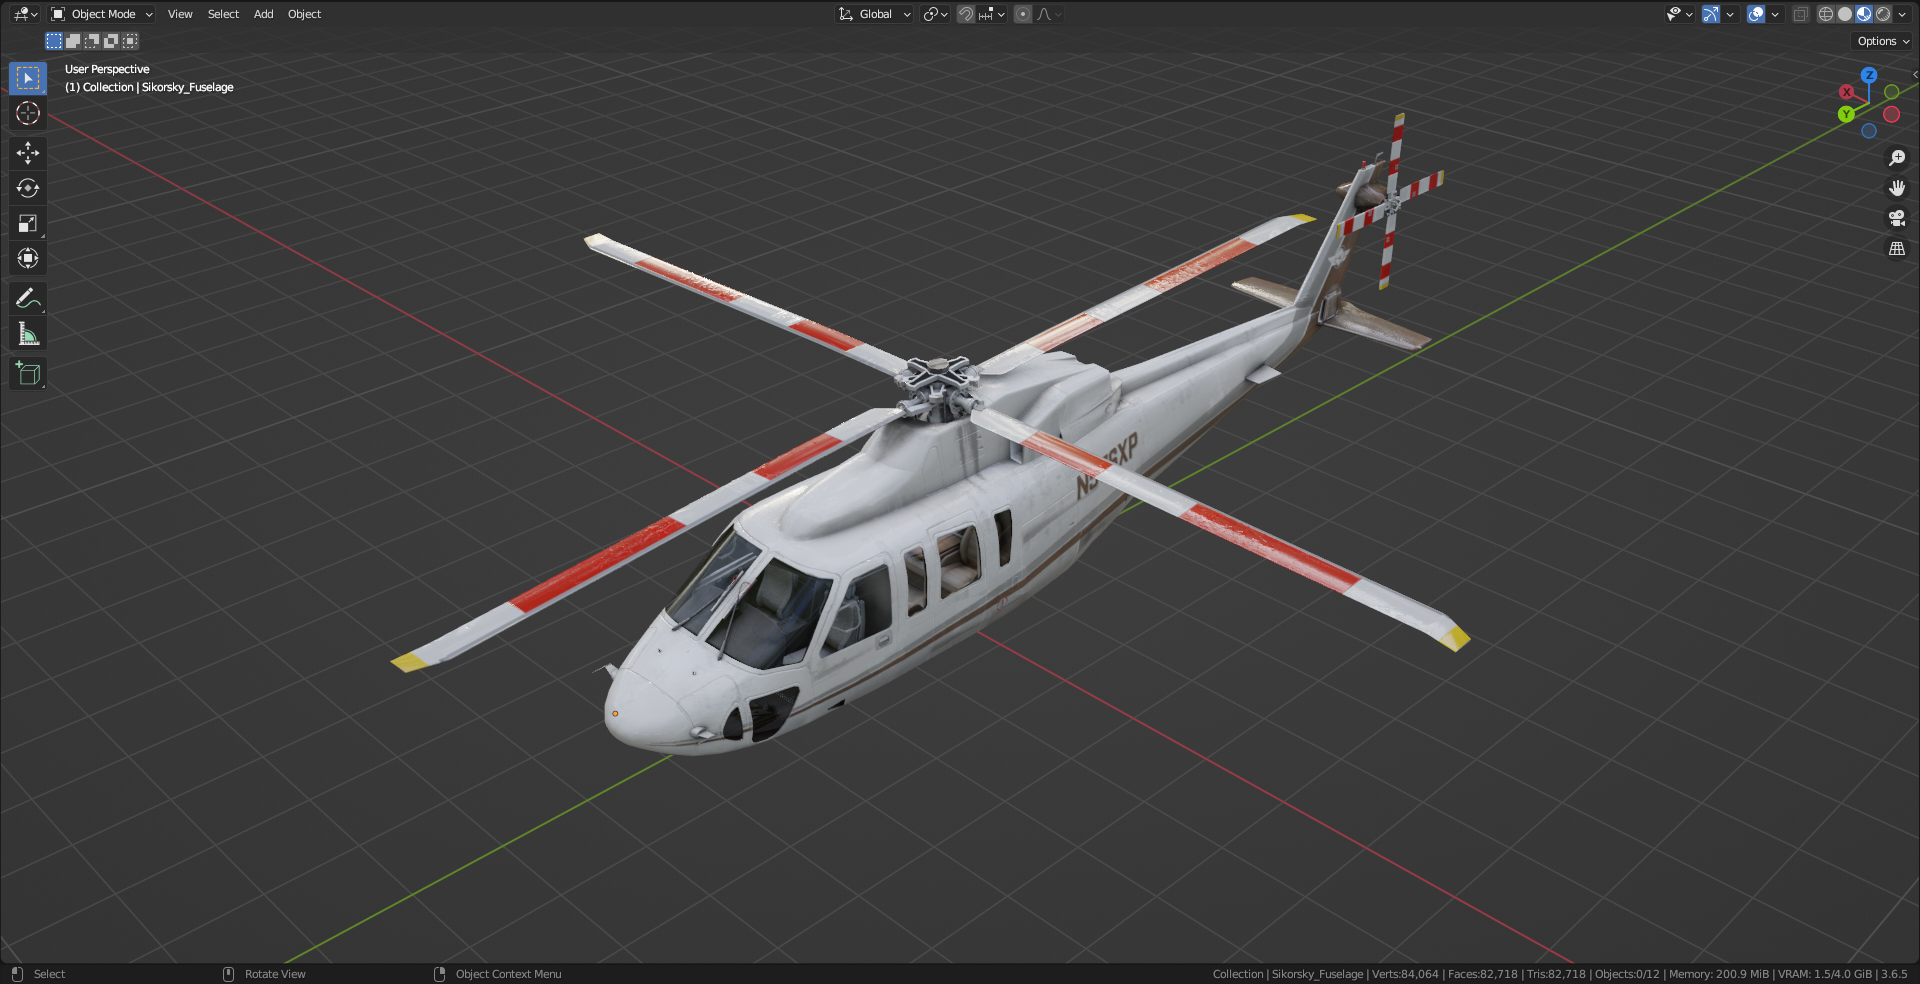 Object Mode View Select Add Object Global
Options
User Perspective
(1) Collection | Sikorsky_Fuselage
Z
X
Y
Select Rotate View Object Context Menu Collection | Sikorsky_Fuselage | Verts:84,064 | Faces:82,718 | Tris:82,718 | Objects:0/12 | Memory: 200.9 MiB | VRAM: 1.5/4.0 GiB | 3.6.5